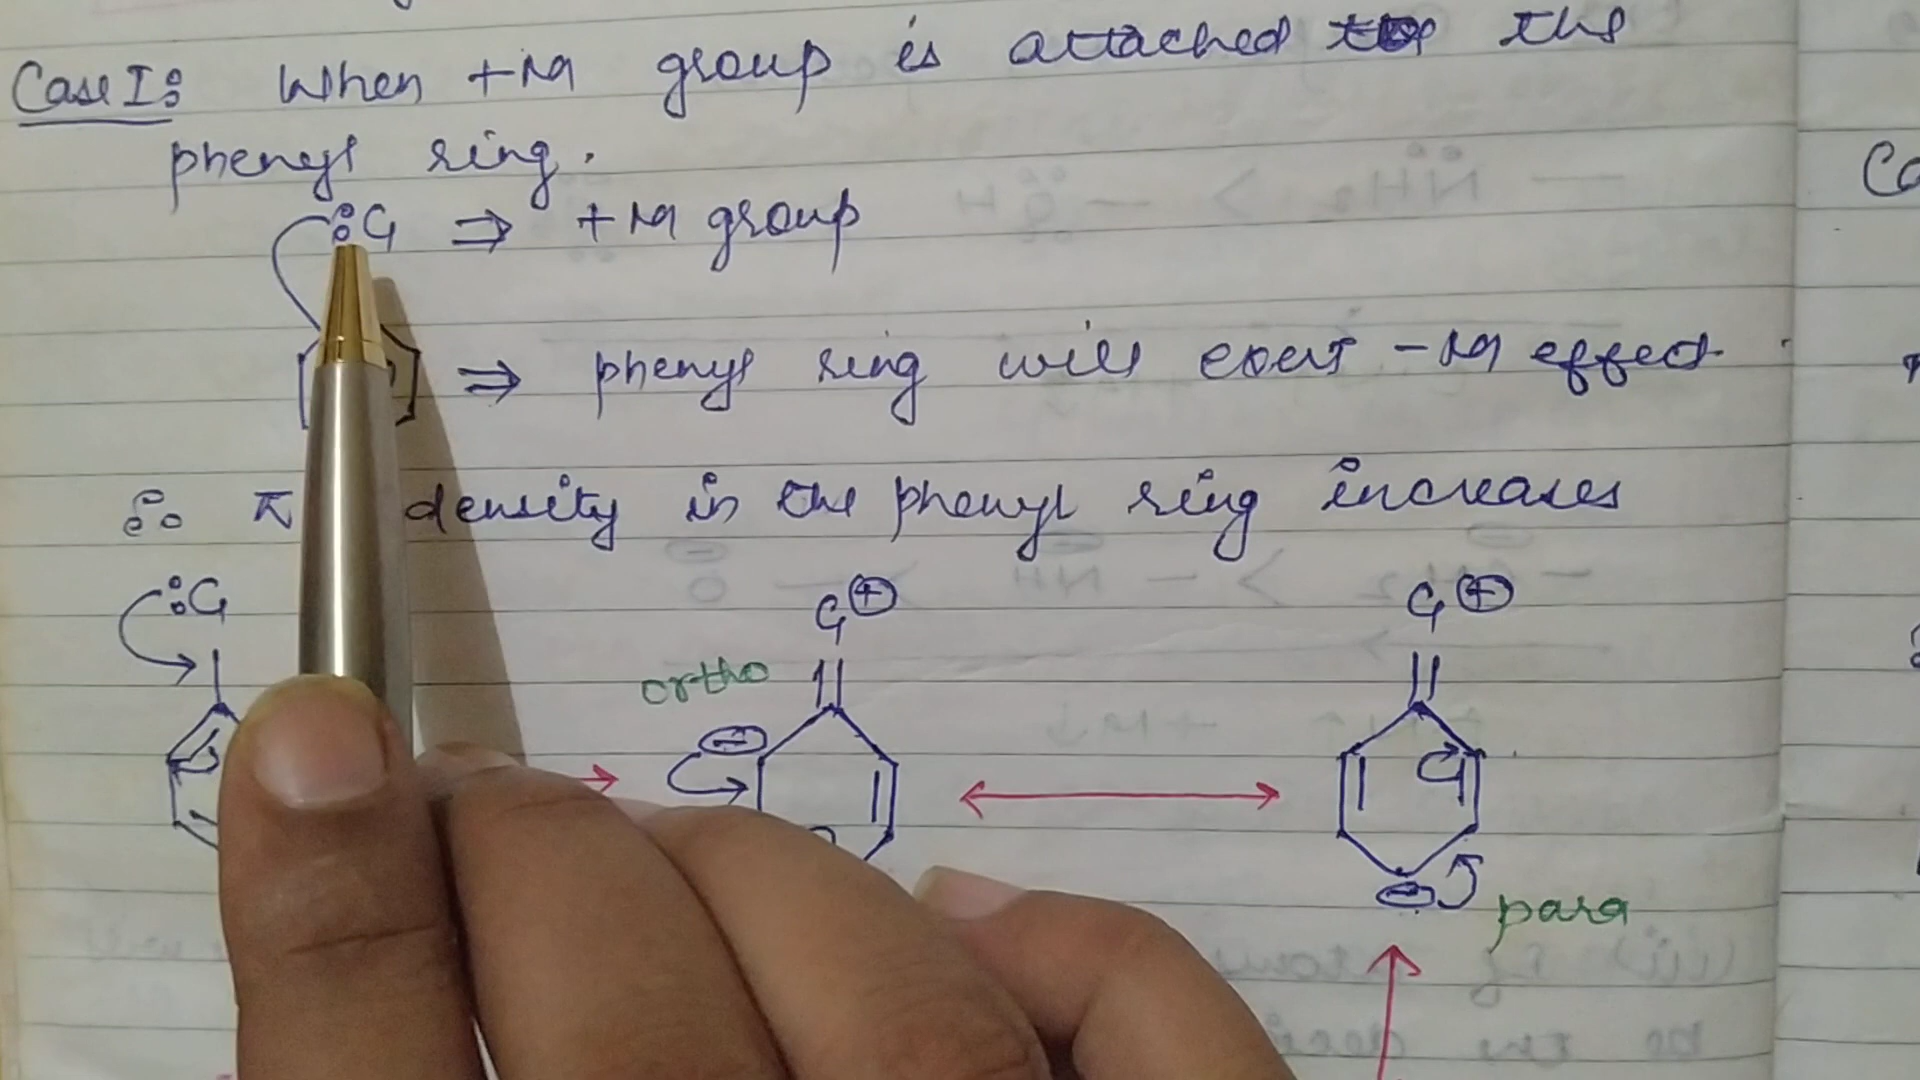 Case I: When +M group is attached to the
phenyl ring.
:G ⇒ +M group
⇒ phenyl ring will exert -M effect
So π density in the phenyl ring increases
:G
G⊕
G⊕
ortho
⊖
⊖
para